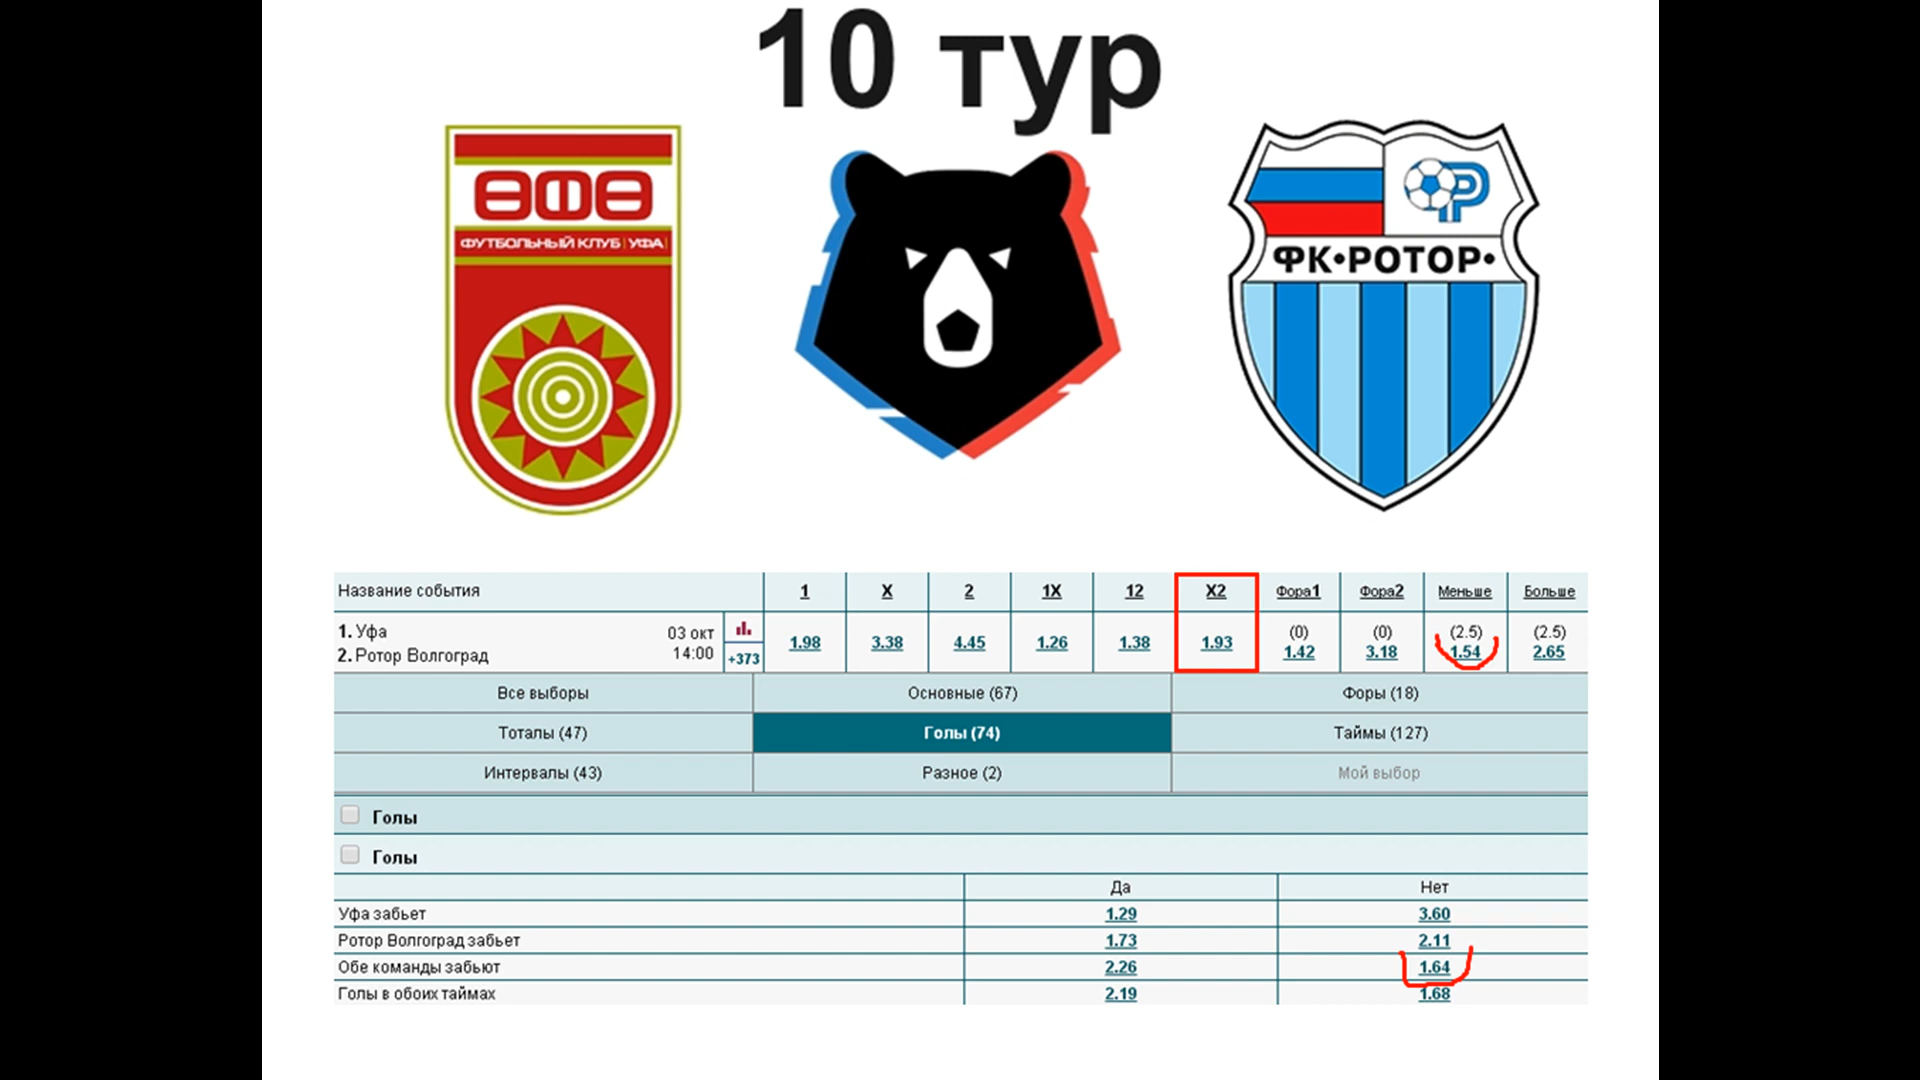 10 тур
ӨФӨ
ФУТБОЛЬНЫЙ КЛУБ | УФА |
Р
ФК•РОТОР•
Название события 1 X 2 1X 12 X2 Фора1 Фора2 Меньше Больше
1. Уфа 03 окт
2. Ротор Волгоград 14:00 +373 1.98 3.38 4.45 1.26 1.38 1.93 (0) 1.42 (0) 3.18 (2.5) 1.54 (2.5) 2.65
Все выборы Основные (67) Форы (18)
Тоталы (47) Голы (74) Таймы (127)
Интервалы (43) Разное (2) Мой выбор
Голы
Голы
Да Нет
Уфа забьет 1.29 3.60
Ротор Волгоград забьет 1.73 2.11
Обе команды забьют 2.26 1.64
Голы в обоих таймах 2.19 1.68